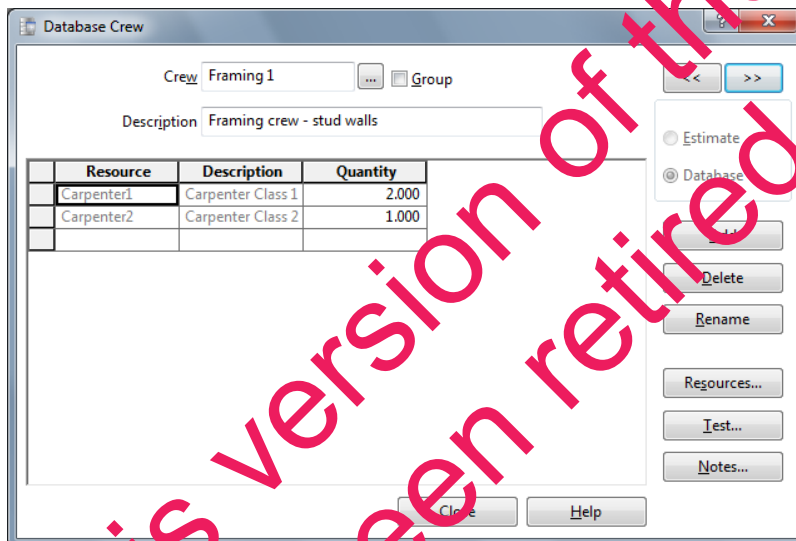 Database Crew
Crew Framing 1 ... Group << >>
Description Framing crew - stud walls
Estimate
Database
Resource Description Quantity
Carpenter1 Carpenter Class 1 2.000
Carpenter2 Carpenter Class 2 1.000
Delete
Rename
Resources...
Test...
Notes...
Close Help
is version of th
een retired